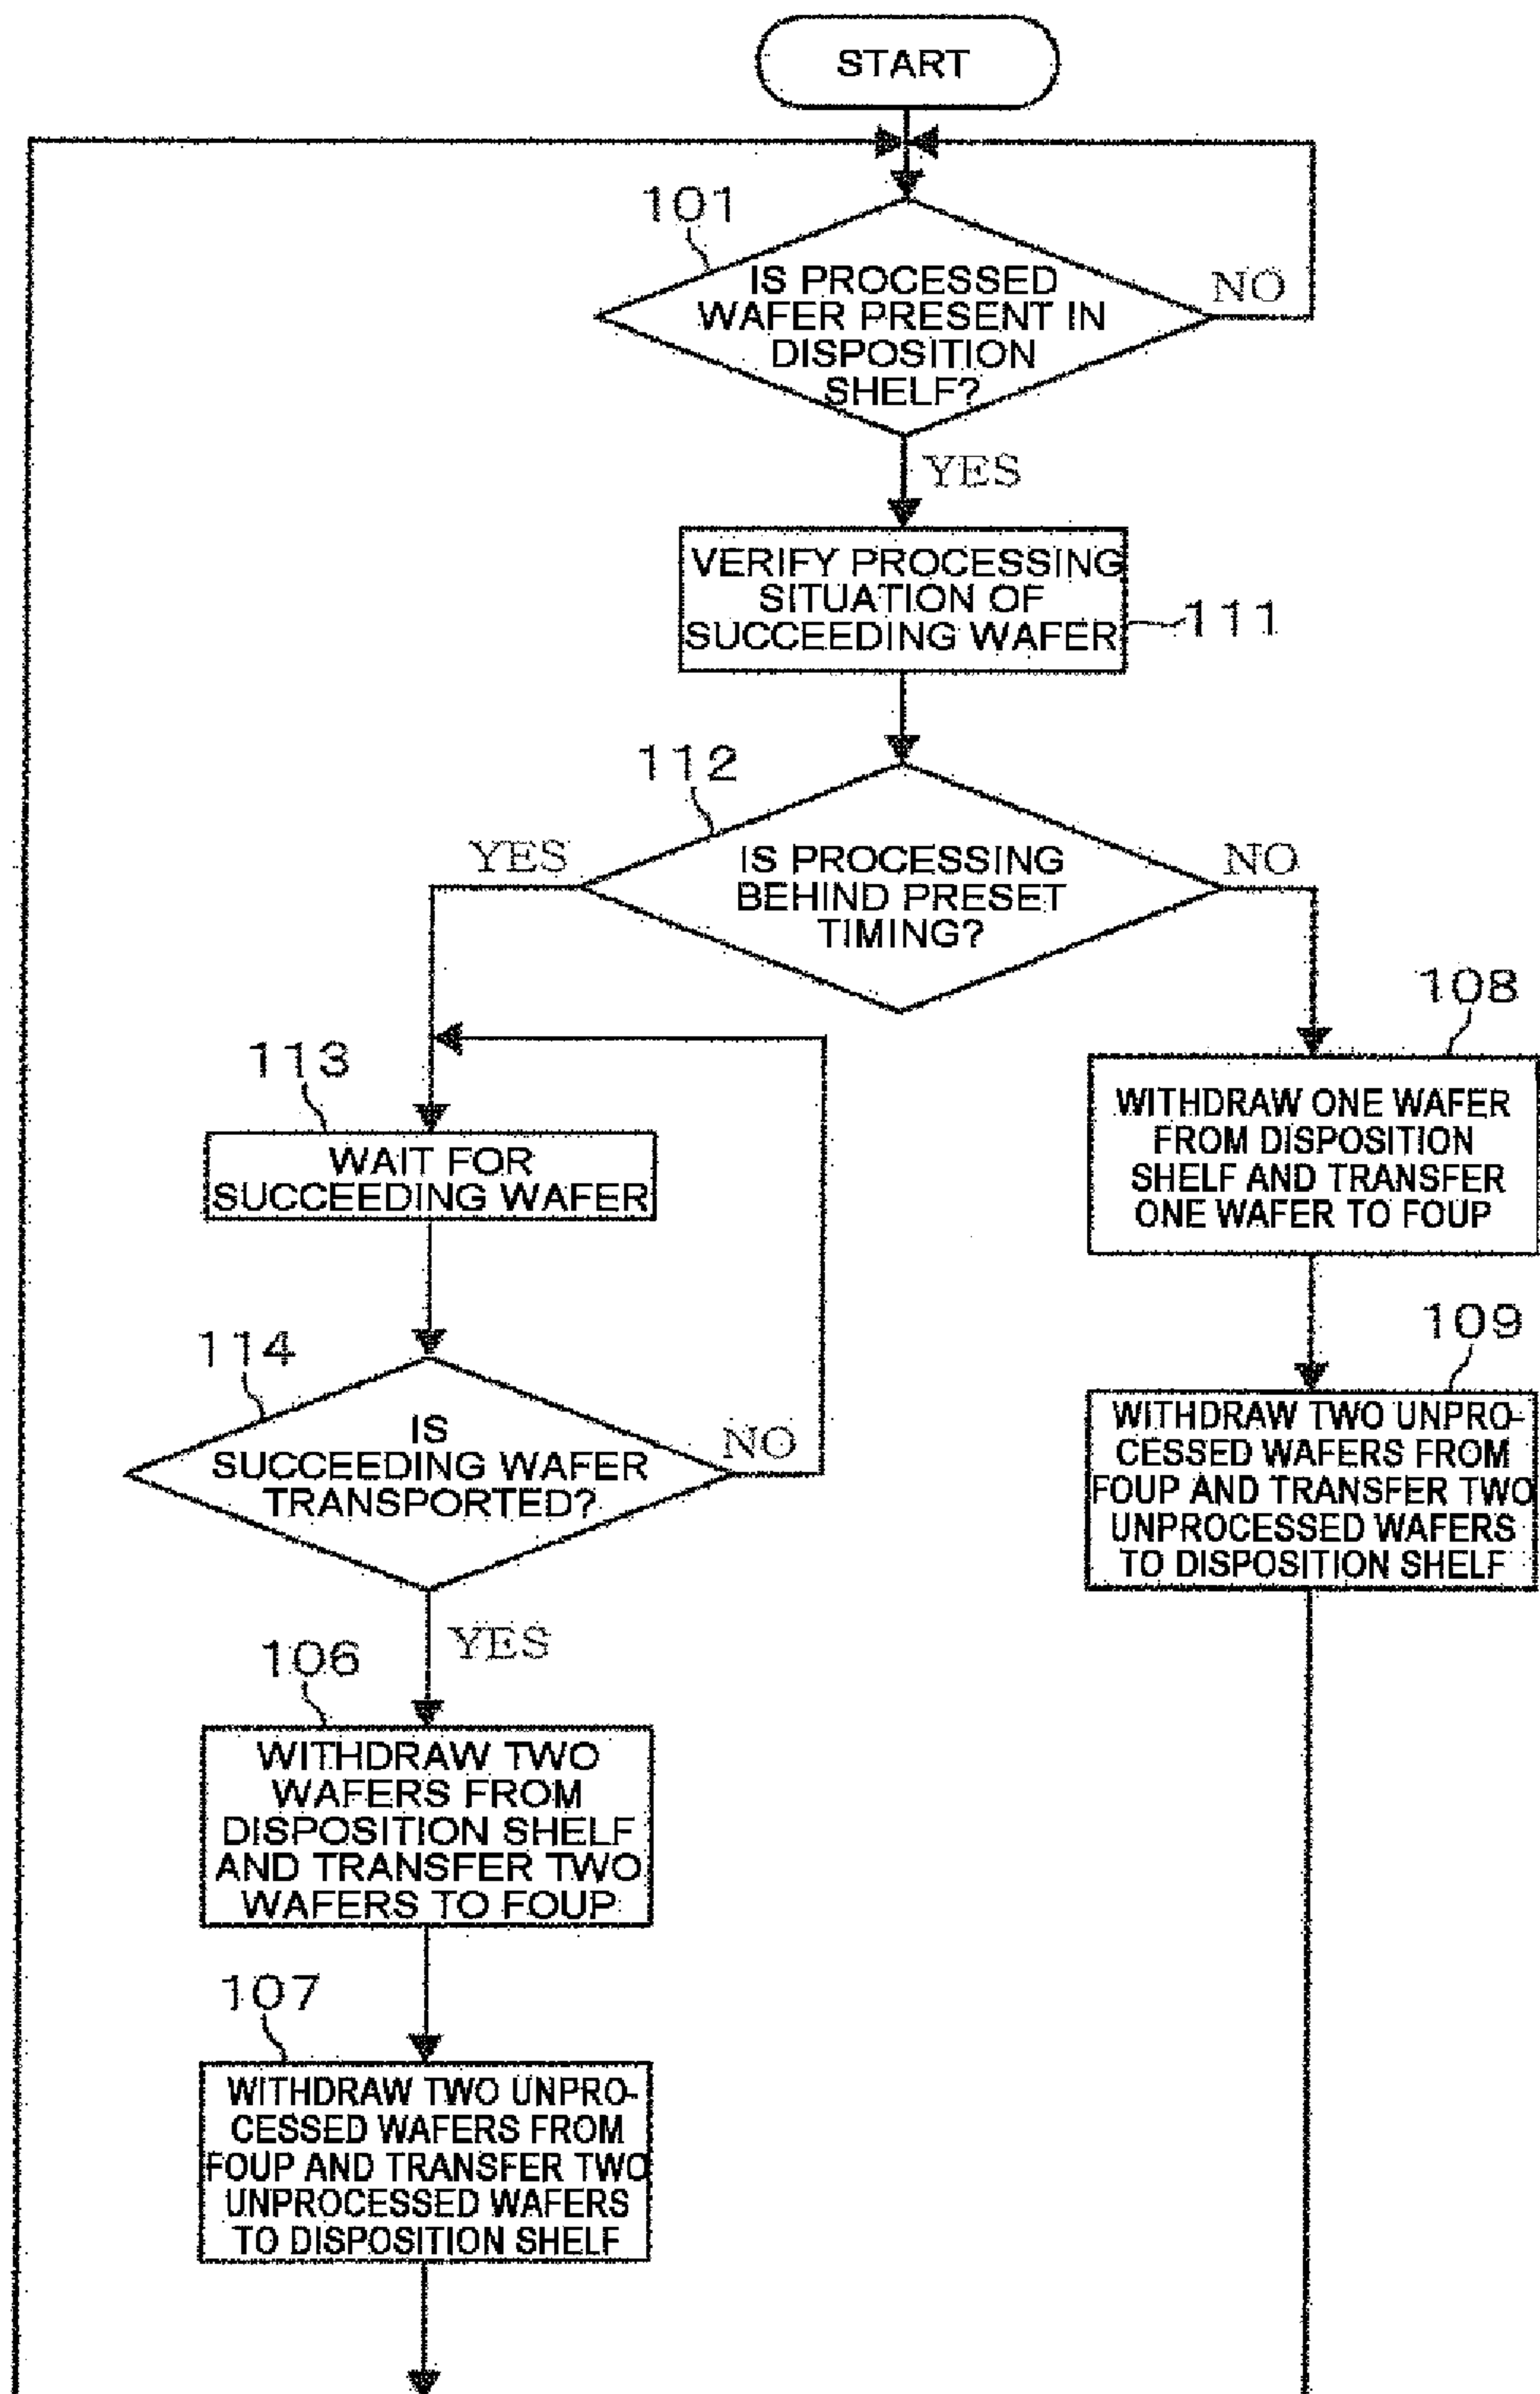 START
101
IS PROCESSED
WAFER PRESENT IN
DISPOSITION
SHELF?
NO
YES
VERIFY PROCESSING
SITUATION OF
SUCCEEDING WAFER
111
112
YES
IS PROCESSING
BEHIND PRESET
TIMING?
NO
113
WAIT FOR
SUCCEEDING WAFER
108
WITHDRAW ONE WAFER
FROM DISPOSITION
SHELF AND TRANSFER
ONE WAFER TO FOUP
114
IS
SUCCEEDING WAFER
TRANSPORTED?
NO
YES
109
WITHDRAW TWO UNPRO-
CESSED WAFERS FROM
FOUP AND TRANSFER TWO
UNPROCESSED WAFERS
TO DISPOSITION SHELF
106
WITHDRAW TWO
WAFERS FROM
DISPOSITION SHELF
AND TRANSFER TWO
WAFERS TO FOUP
107
WITHDRAW TWO UNPRO-
CESSED WAFERS FROM
FOUP AND TRANSFER TWO
UNPROCESSED WAFERS
TO DISPOSITION SHELF